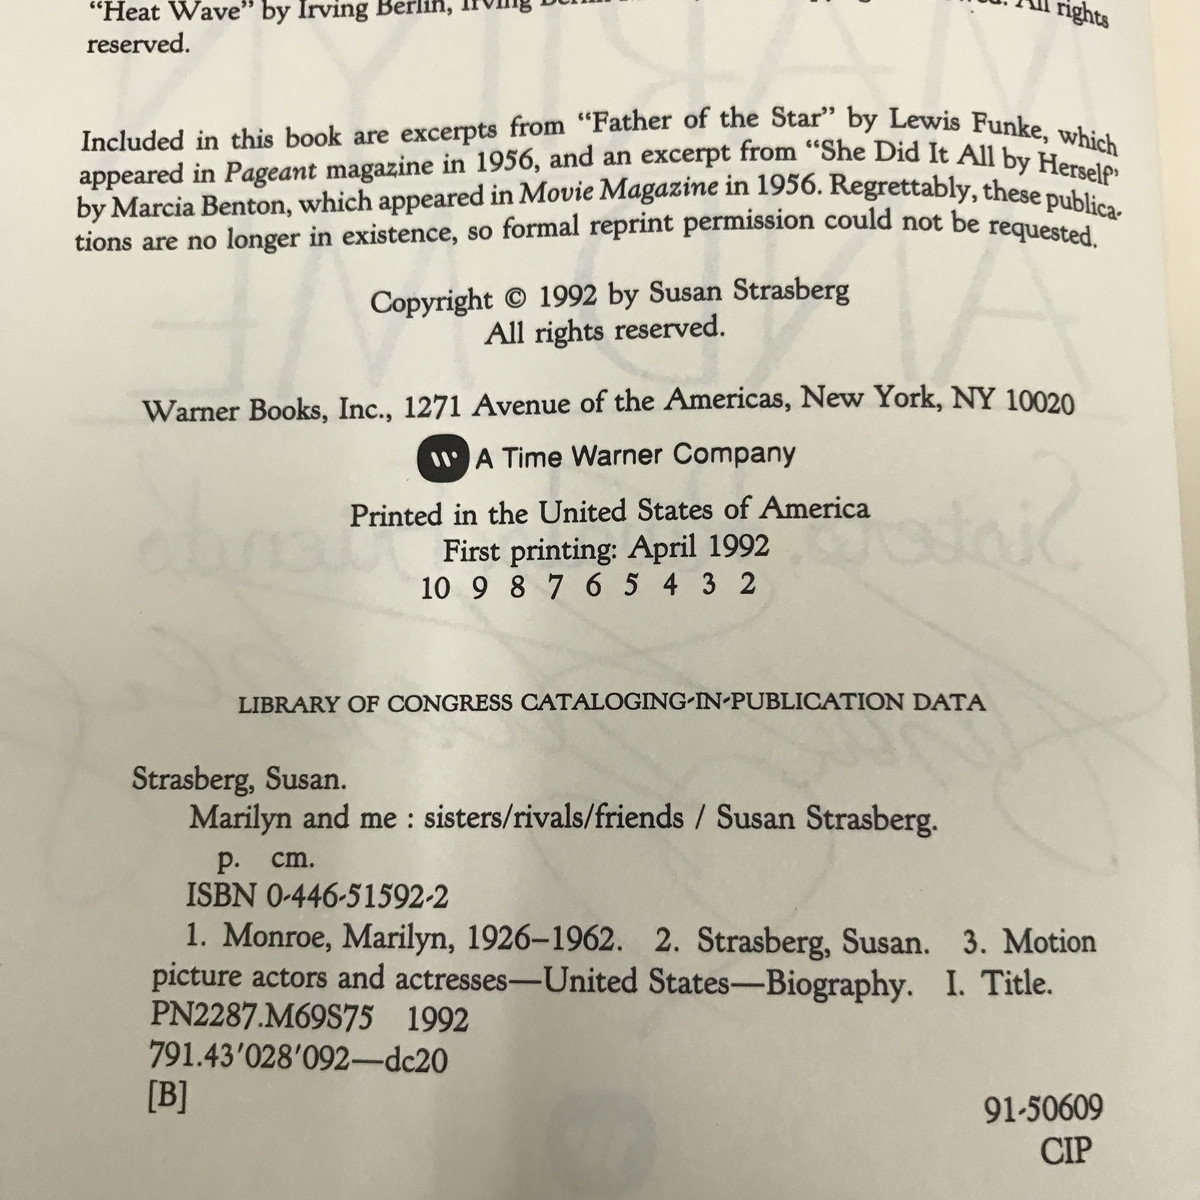 "Heat Wave" by Irving Berlin, Irving All rights
reserved.
Included in this book are excerpts from "Father of the Star" by Lewis Funke, which
appeared in Pageant magazine in 1956, and an excerpt from "She Did It All by Herself"
by Marcia Benton, which appeared in Movie Magazine in 1956. Regrettably, these publica-
tions are no longer in existence, so formal reprint permission could not be requested.
Copyright © 1992 by Susan Strasberg
All rights reserved.
Warner Books, Inc., 1271 Avenue of the Americas, New York, NY 10020
A Time Warner Company
Printed in the United States of America
First printing: April 1992
10 9 8 7 6 5 4 3 2
LIBRARY OF CONGRESS CATALOGING-IN-PUBLICATION DATA
Strasberg, Susan.
Marilyn and me : sisters/rivals/friends / Susan Strasberg.
p. cm.
ISBN 0-446-51592-2
1. Monroe, Marilyn, 1926–1962. 2. Strasberg, Susan. 3. Motion
picture actors and actresses—United States—Biography. I. Title.
PN2287.M69S75 1992
791.43'028'092—dc20
[B]
91-50609
CIP